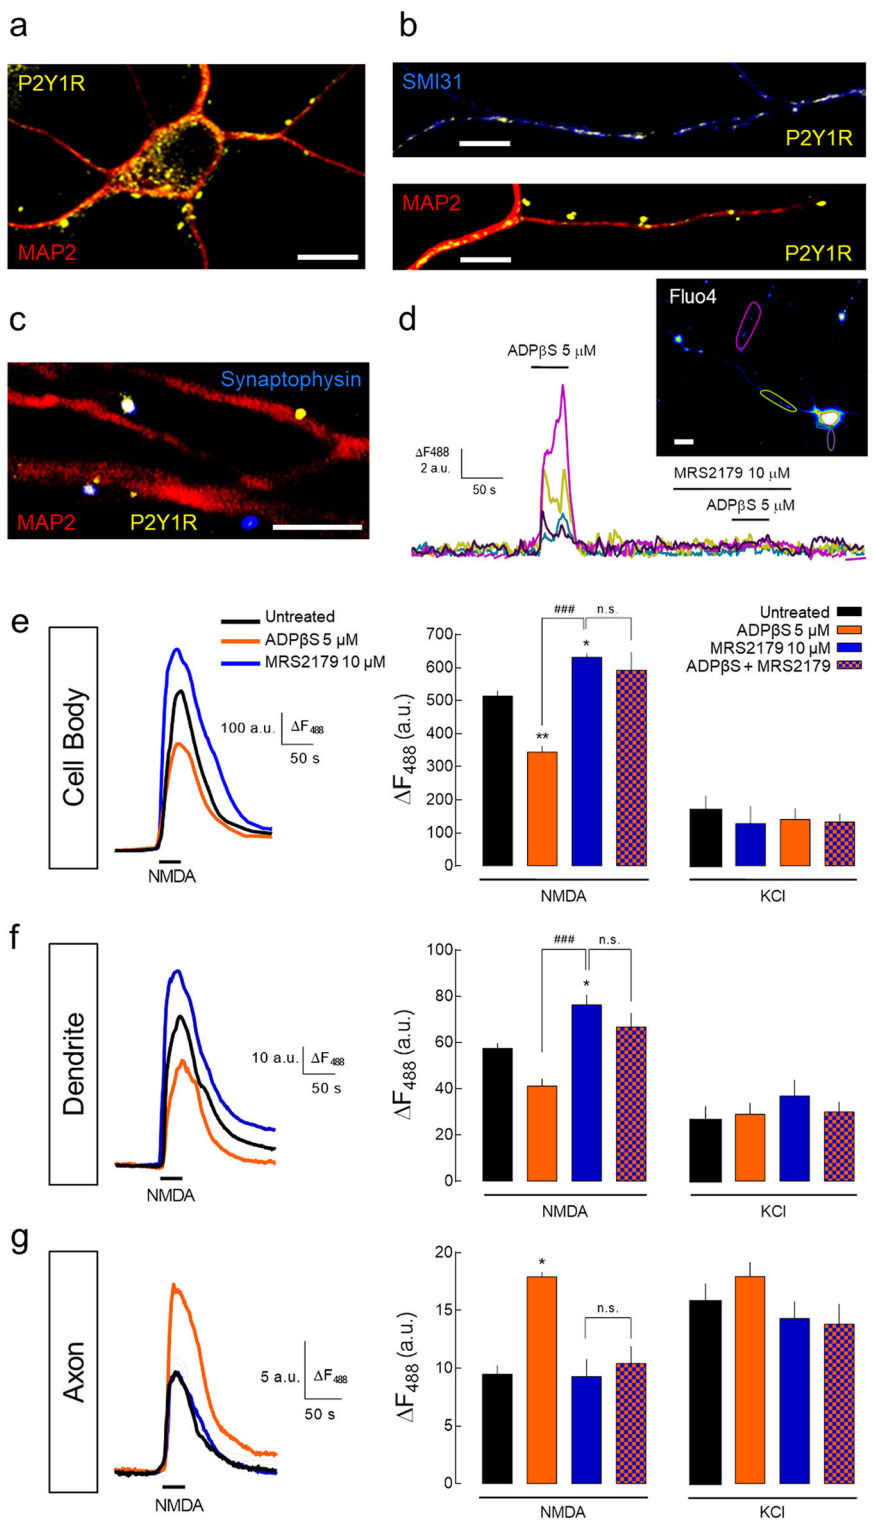 a
P2Y1R
MAP2
b
SMI31
P2Y1R
MAP2
P2Y1R
c
Synaptophysin
MAP2 P2Y1R
d
Fluo4
ADPβS 5 μM
ΔF488
2 a.u.
50 s
MRS2179 10 μM
ADPβS 5 μM
e
Cell Body
Untreated
ADPβS 5 μM
MRS2179 10 μM
100 a.u. ΔF488
50 s
NMDA
Untreated
ADPβS 5 μM
MRS2179 10 μM
ADPβS + MRS2179
ΔF488 (a.u.)
700
600
500
400
300
200
100
0
**
###
*
n.s.
NMDA
KCl
f
Dendrite
10 a.u. ΔF488
50 s
NMDA
ΔF488 (a.u.)
100
80
60
40
20
0
###
*
n.s.
NMDA
KCl
g
Axon
5 a.u. ΔF488
50 s
NMDA
ΔF488 (a.u.)
20
15
10
5
0
*
n.s.
NMDA
KCl